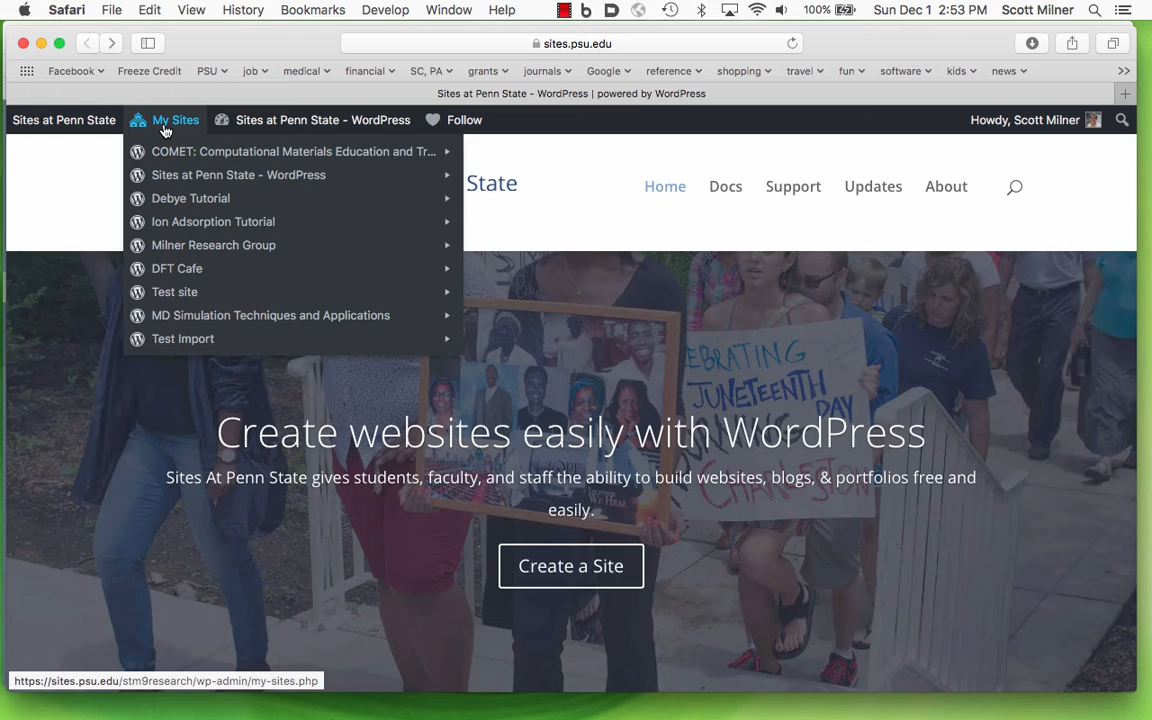 Safari File Edit View History Bookmarks Develop Window Help 100% Sun Dec 1 2:53 PM Scott Milner
sites.psu.edu
Facebook Freeze Credit PSU job medical financial SC, PA grants journals Google reference shopping travel fun software kids news
Sites at Penn State - WordPress | powered by WordPress
Sites at Penn State My Sites Sites at Penn State - WordPress Follow Howdy, Scott Milner
COMET: Computational Materials Education and Tr...
Sites at Penn State - WordPress
Debye Tutorial
Ion Adsorption Tutorial
Milner Research Group
DFT Cafe
Test site
MD Simulation Techniques and Applications
Test Import
State Home Docs Support Updates About
CELEBRATING
JUNETEENTH
DAY
CHARLESTON
Create websites easily with WordPress
Sites At Penn State gives students, faculty, and staff the ability to build websites, blogs, & portfolios free and
easily.
Create a Site
https://sites.psu.edu/stm9research/wp-admin/my-sites.php